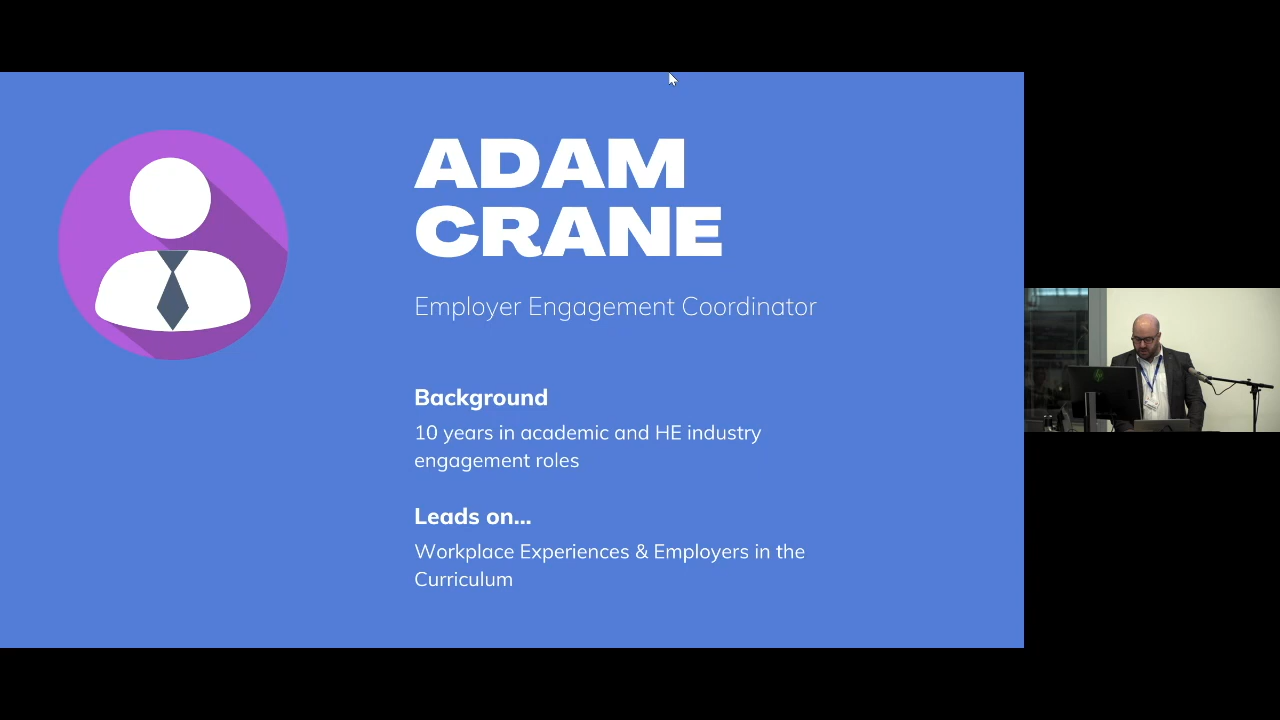 ADAM
CRANE
Employer Engagement Coordinator
Background
10 years in academic and HE industry
engagement roles
Leads on...
Workplace Experiences & Employers in the
Curriculum